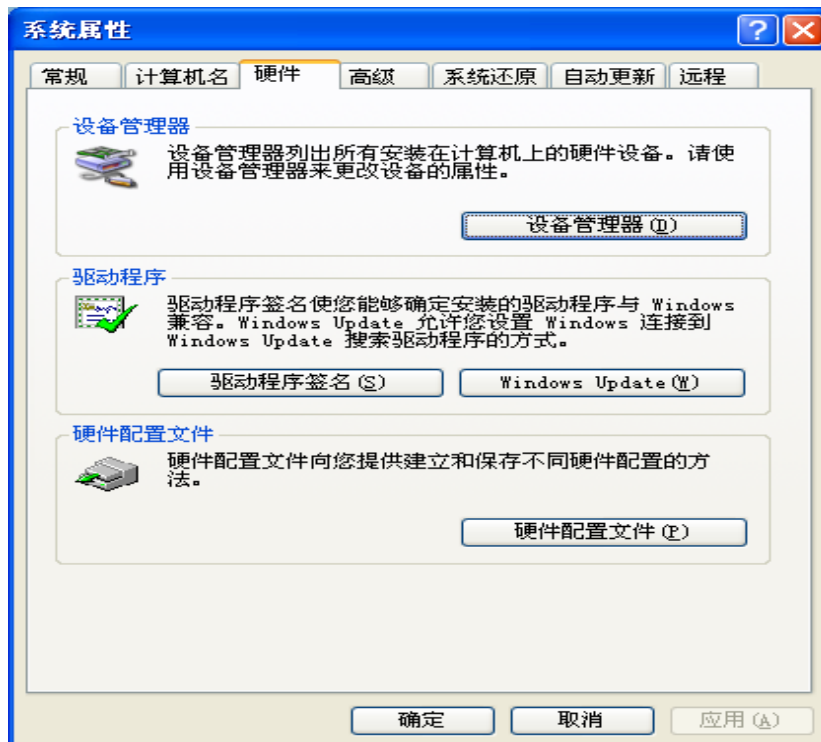 系统属性
常规 计算机名 硬件 高级 系统还原 自动更新 远程
设备管理器
设备管理器列出所有安装在计算机上的硬件设备。请使
用设备管理器来更改设备的属性。
设备管理器(D)
驱动程序
驱动程序签名使您能够确定安装的驱动程序与 Windows
兼容。Windows Update 允许您设置 Windows 连接到
Windows Update 搜索驱动程序的方式。
驱动程序签名(S) Windows Update(W)
硬件配置文件
硬件配置文件向您提供建立和保存不同硬件配置的方
法。
硬件配置文件(P)
确定 取消 应用(A)